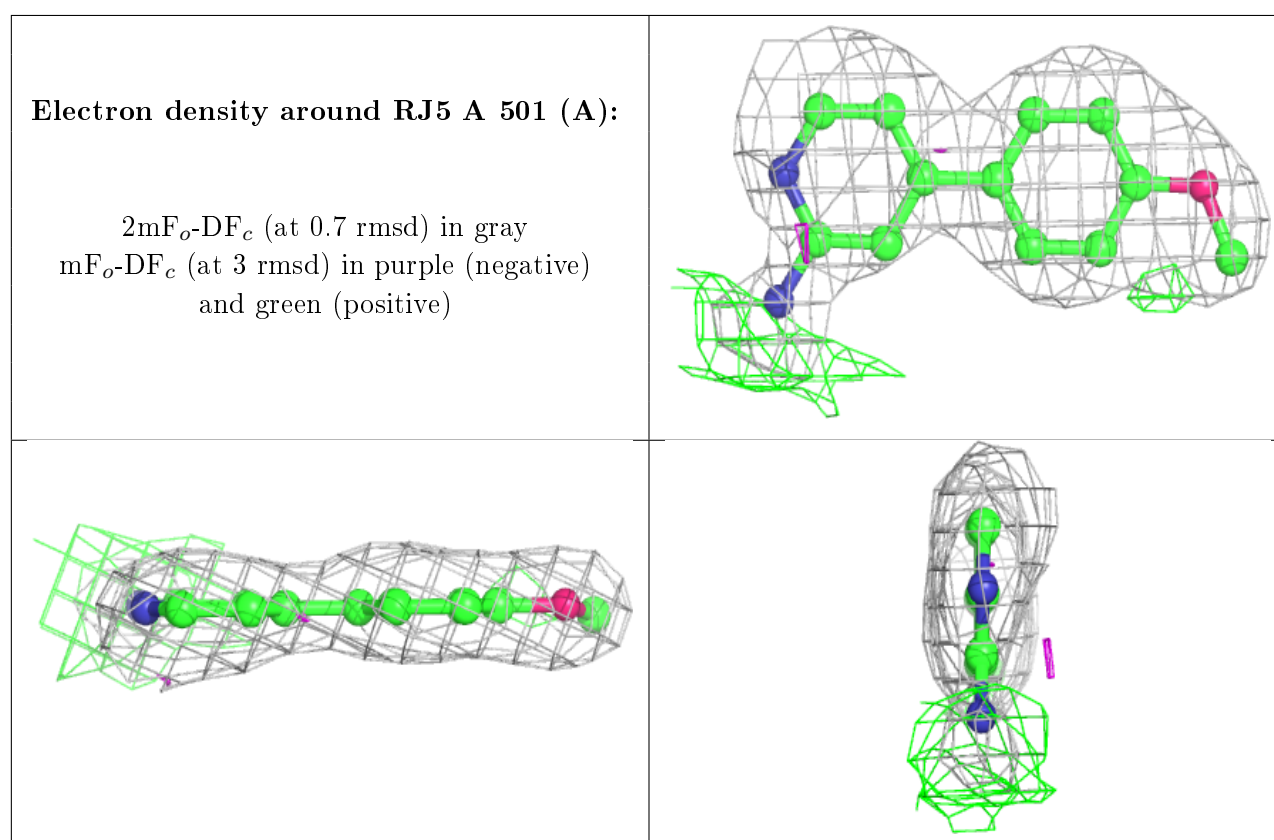 Electron density around RJ5 A 501 (A):
2mFo-DFc (at 0.7 rmsd) in gray
mFo-DFc (at 3 rmsd) in purple (negative)
and green (positive)